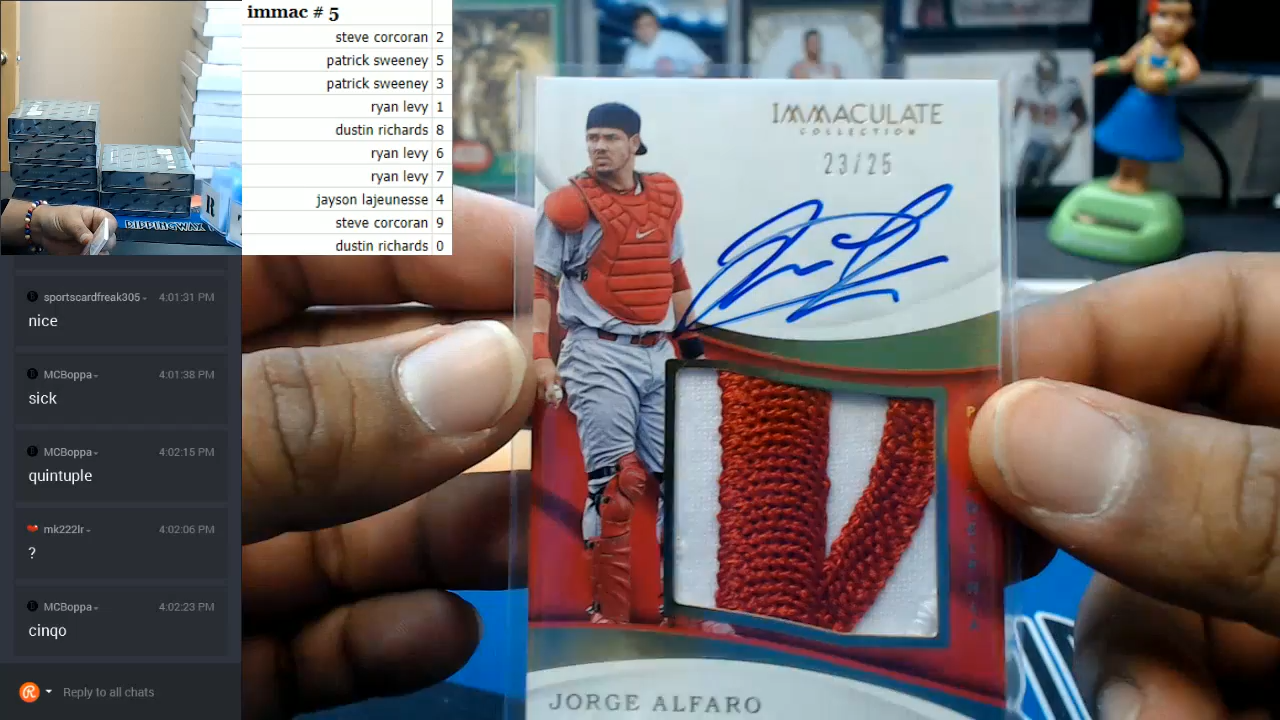 immac # 5
steve corcoran 2
patrick sweeney 5
patrick sweeney 3
ryan levy 1
dustin richards 8
ryan levy 6
ryan levy 7
jayson lajeunesse 4
steve corcoran 9
dustin richards 0
RIPPINGWAX
sportscardfreak305 4:01:31 PM
nice
MCBoppa 4:01:38 PM
sick
MCBoppa 4:02:15 PM
quintuple
mk222lr 4:02:06 PM
?
MCBoppa 4:02:23 PM
cinqo
Reply to all chats
IMMACULATE
COLLECTION
23/25
JORGE ALFARO